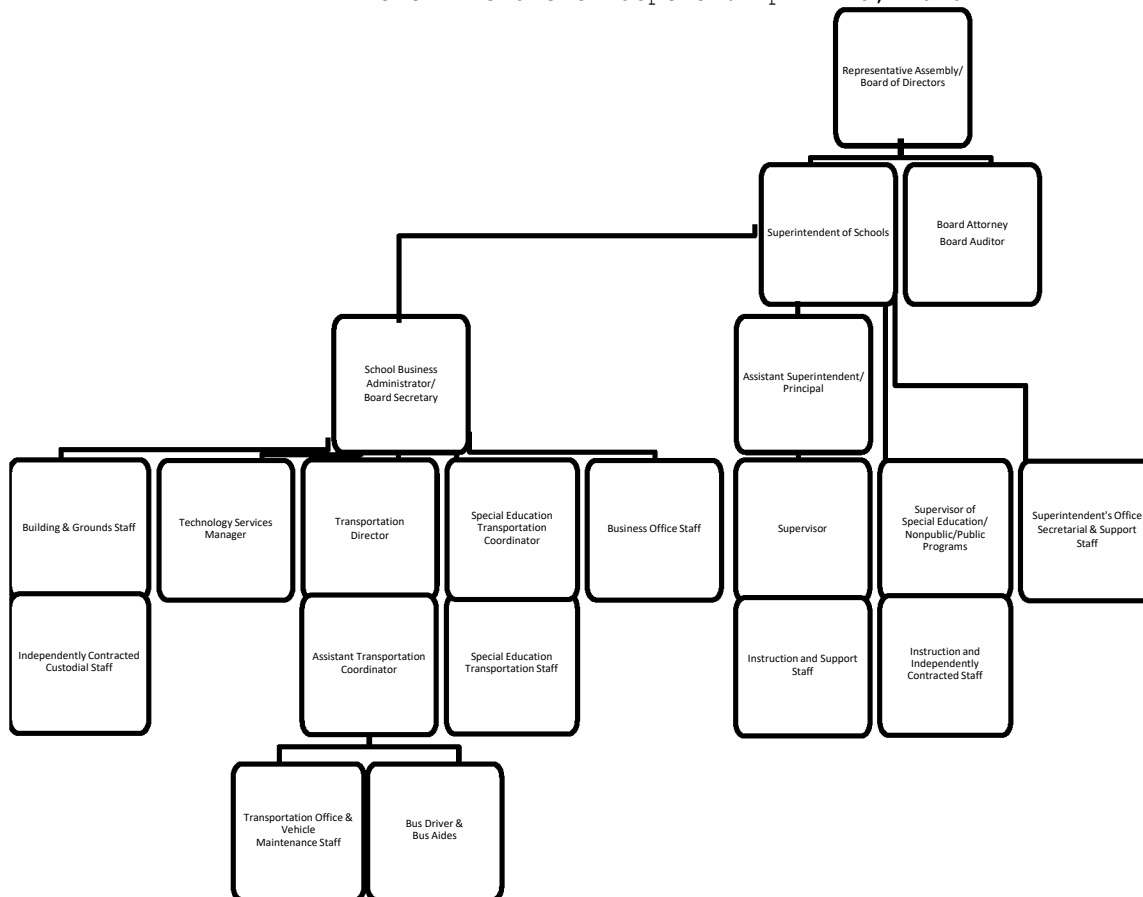 Representative Assembly/
Board of Directors
Superintendent of Schools
Board Attorney
Board Auditor
School Business
Administrator/
Board Secretary
Assistant Superintendent/
Principal
Building & Grounds Staff
Technology Services
Manager
Transportation
Director
Special Education
Transportation
Coordinator
Business Office Staff
Supervisor
Supervisor of
Special Education/
Nonpublic/Public
Programs
Superintendent's Office
Secretarial & Support
Staff
Independently Contracted
Custodial Staff
Assistant Transportation
Coordinator
Special Education
Transportation Staff
Instruction and Support
Staff
Instruction and
Independently
Contracted Staff
Transportation Office &
Vehicle
Maintenance Staff
Bus Driver &
Bus Aides